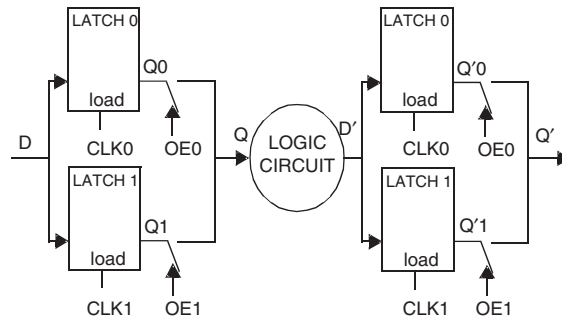 LATCH 0
Q0
load
CLK0
OE0
D
LATCH 1
Q1
load
CLK1
OE1
Q
LOGIC
CIRCUIT
D′
LATCH 0
Q′0
load
CLK0
OE0
Q′
LATCH 1
Q′1
load
CLK1
OE1